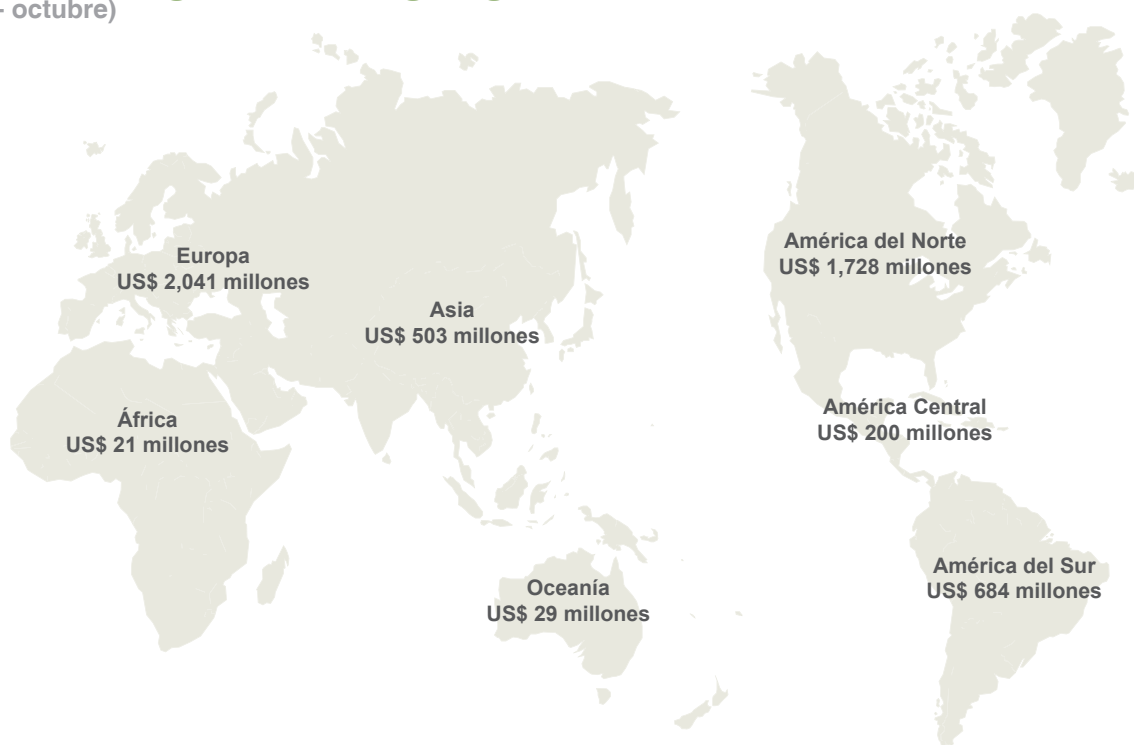 - octubre)
Europa
US$ 2,041 millones
América del Norte
US$ 1,728 millones
Asia
US$ 503 millones
África
US$ 21 millones
América Central
US$ 200 millones
América del Sur
US$ 684 millones
Oceanía
US$ 29 millones